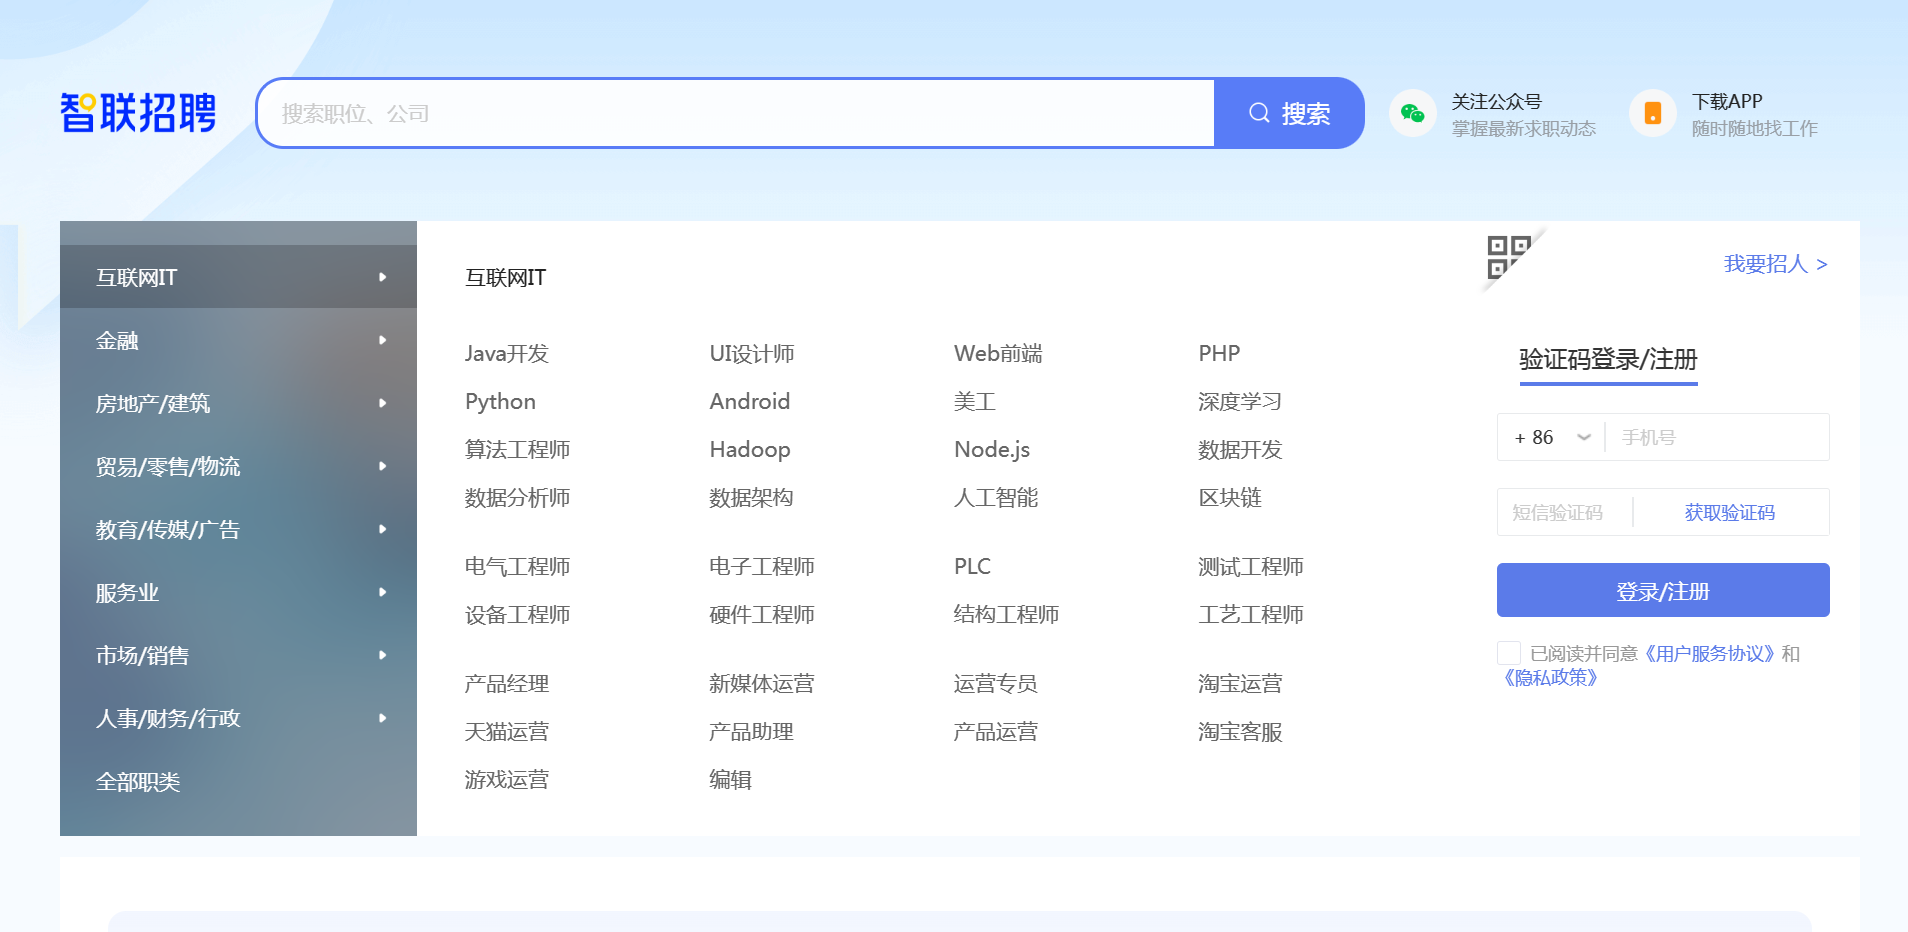 智联招聘
搜索职位、公司
搜索
关注公众号
掌握最新求职动态
下载APP
随时随地找工作
互联网IT
金融
房地产/建筑
贸易/零售/物流
教育/传媒/广告
服务业
市场/销售
人事/财务/行政
全部职类
互联网IT
Java开发 UI设计师 Web前端 PHP
Python Android 美工 深度学习
算法工程师 Hadoop Node.js 数据开发
数据分析师 数据架构 人工智能 区块链
电气工程师 电子工程师 PLC 测试工程师
设备工程师 硬件工程师 结构工程师 工艺工程师
产品经理 新媒体运营 运营专员 淘宝运营
天猫运营 产品助理 产品运营 淘宝客服
游戏运营 编辑
我要招人 >
验证码登录/注册
+ 86 手机号
短信验证码 获取验证码
登录/注册
已阅读并同意《用户服务协议》和
《隐私政策》